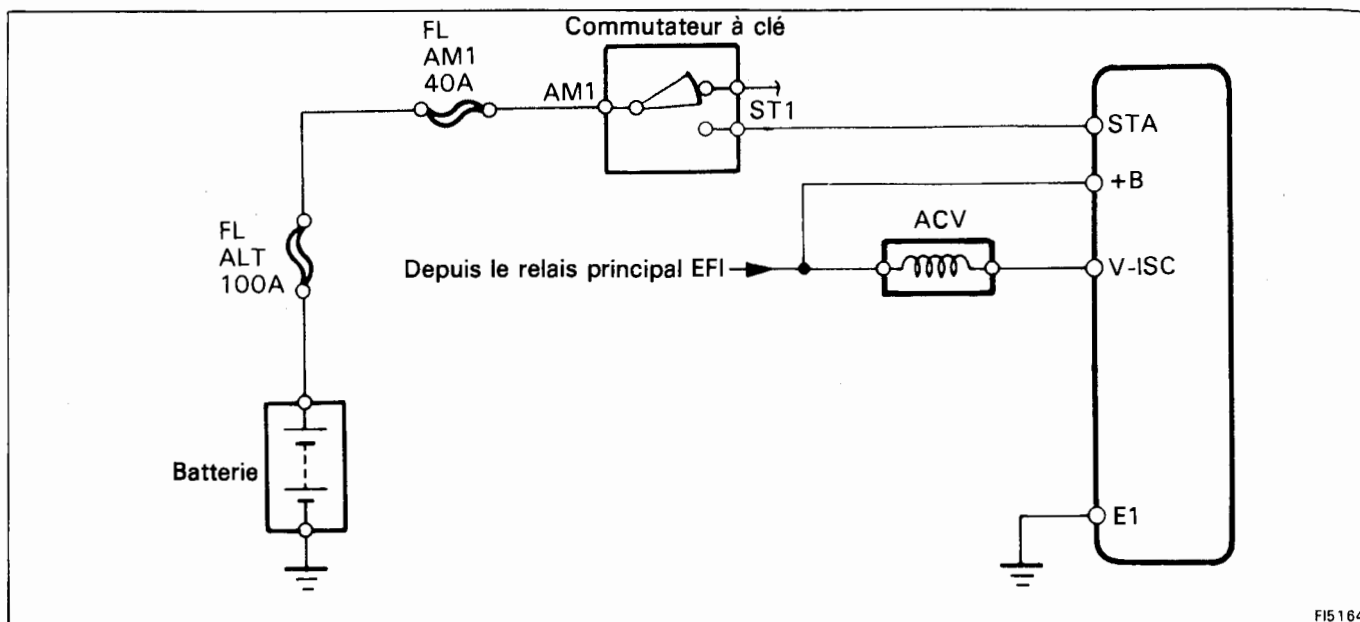 Commutateur à clé
FL
AM1
40A
AM1
ST1
STA
+B
FL
ALT
100A
ACV
Depuis le relais principal EFI
V-ISC
Batterie
E1
FI5164